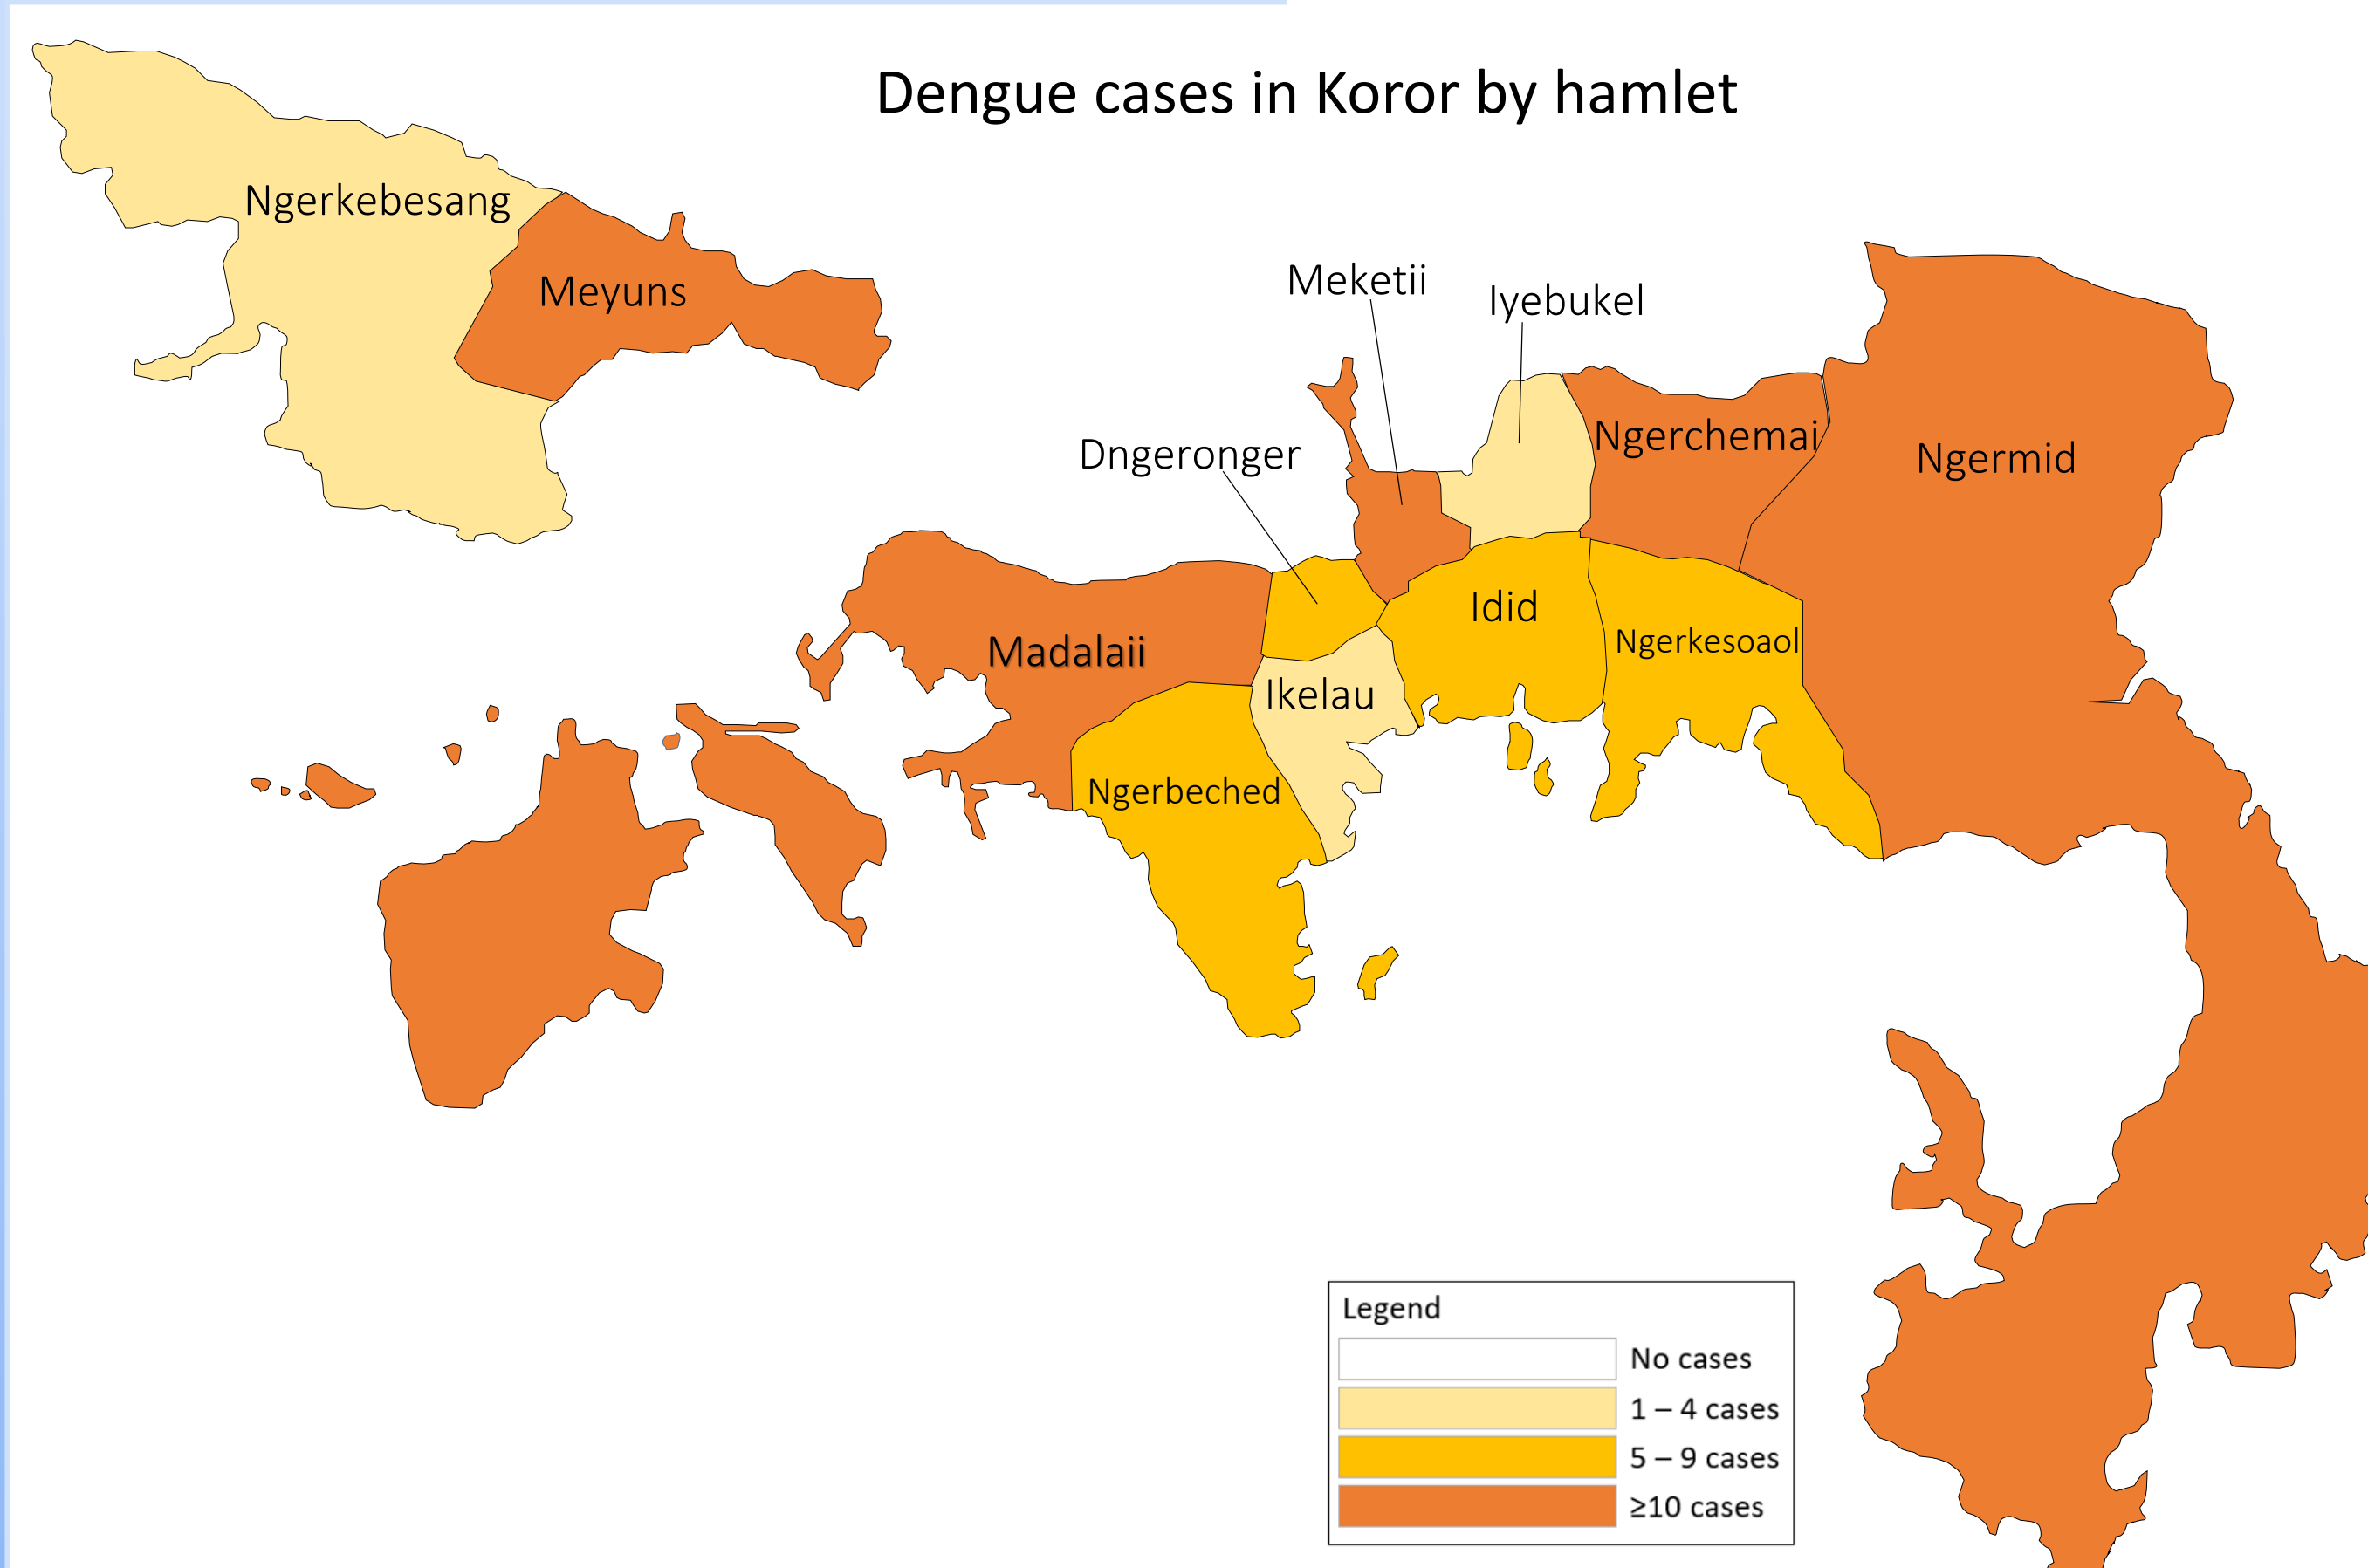 Dengue cases in Koror by hamlet
Ngerkebesang
Meyuns
Meketii
Iyebukel
Dngeronger
Ngerchemai
Ngermid
Madalaii
Idid
Ngerkesoaol
Ikelau
Ngerbeched
Legend
No cases
1 – 4 cases
5 – 9 cases
≥10 cases